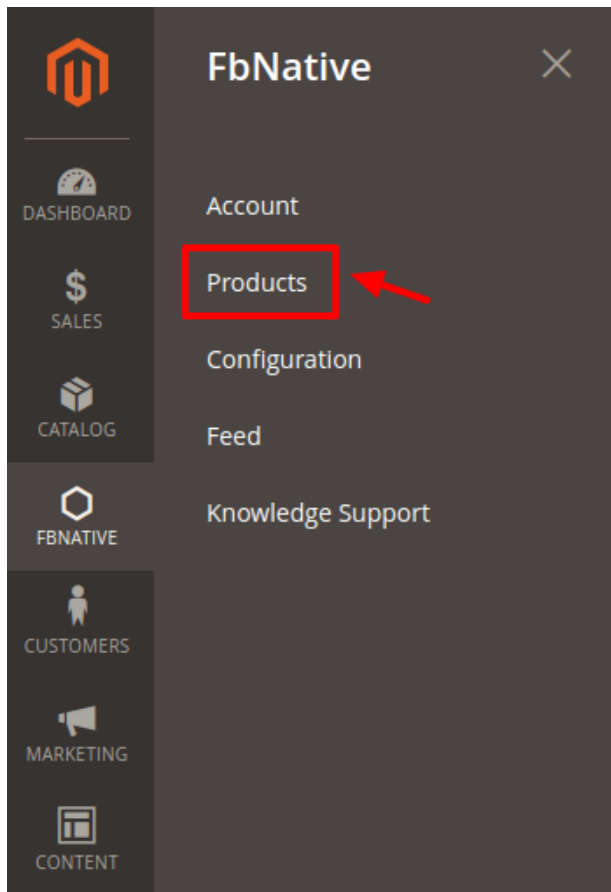 FbNative
DASHBOARD
SALES
CATALOG
FBNATIVE
CUSTOMERS
MARKETING
CONTENT
Account
Products
Configuration
Feed
Knowledge Support